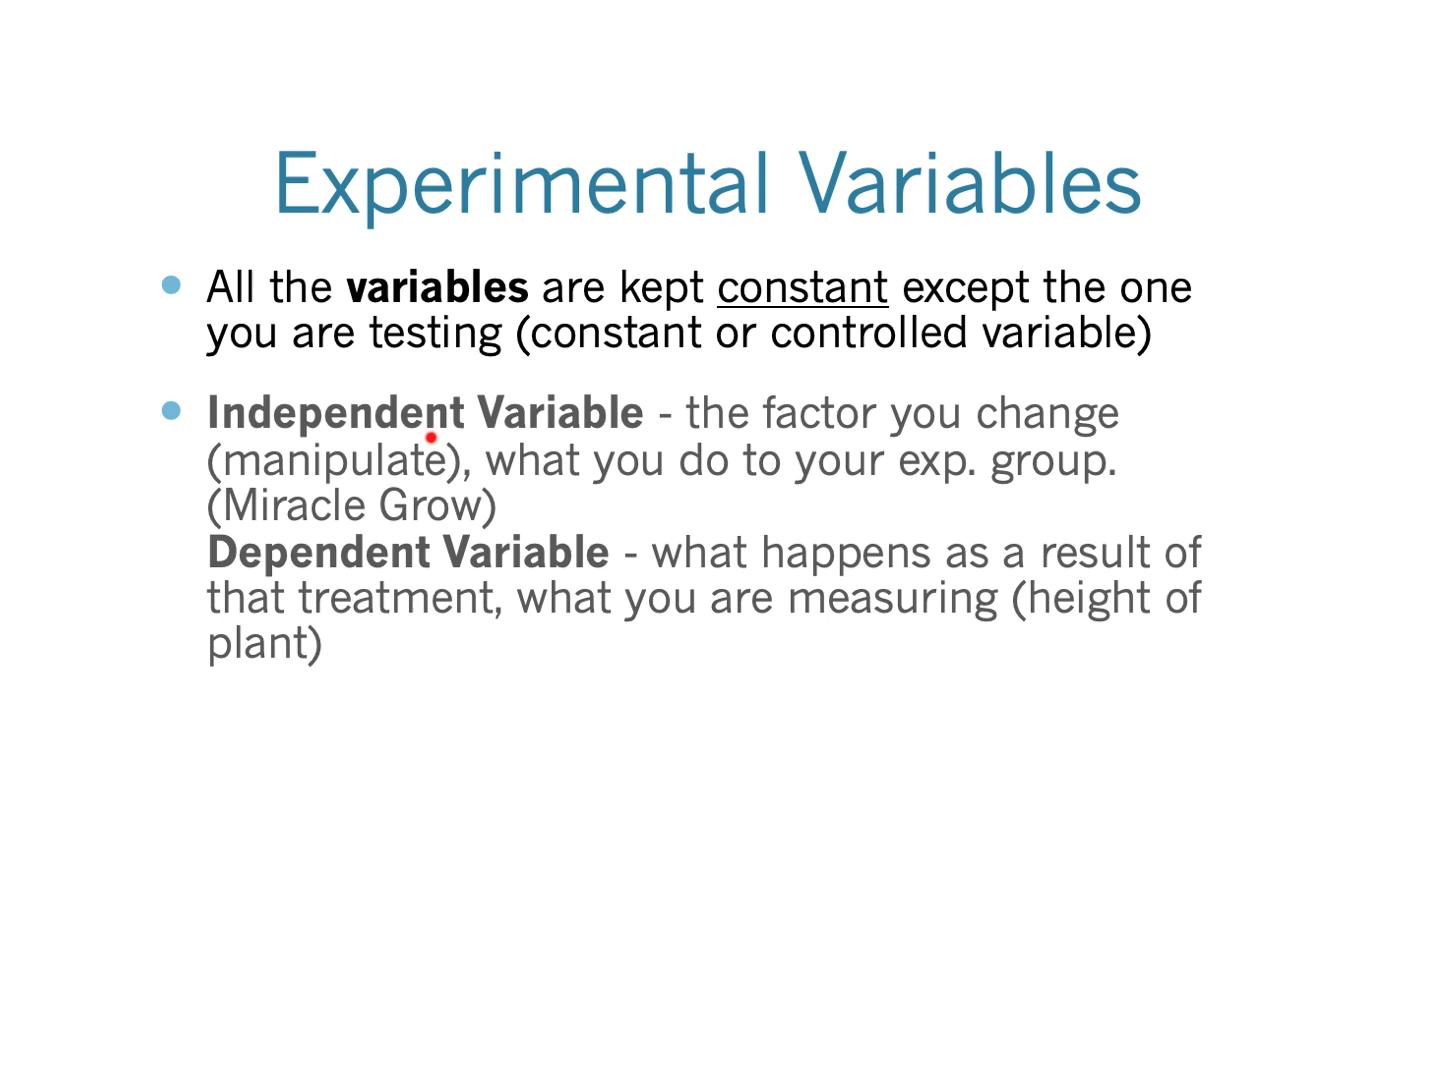 Experimental Variables
All the variables are kept constant except the one
you are testing (constant or controlled variable)
Independent Variable - the factor you change
(manipulate), what you do to your exp. group.
(Miracle Grow)
Dependent Variable - what happens as a result of
that treatment, what you are measuring (height of
plant)